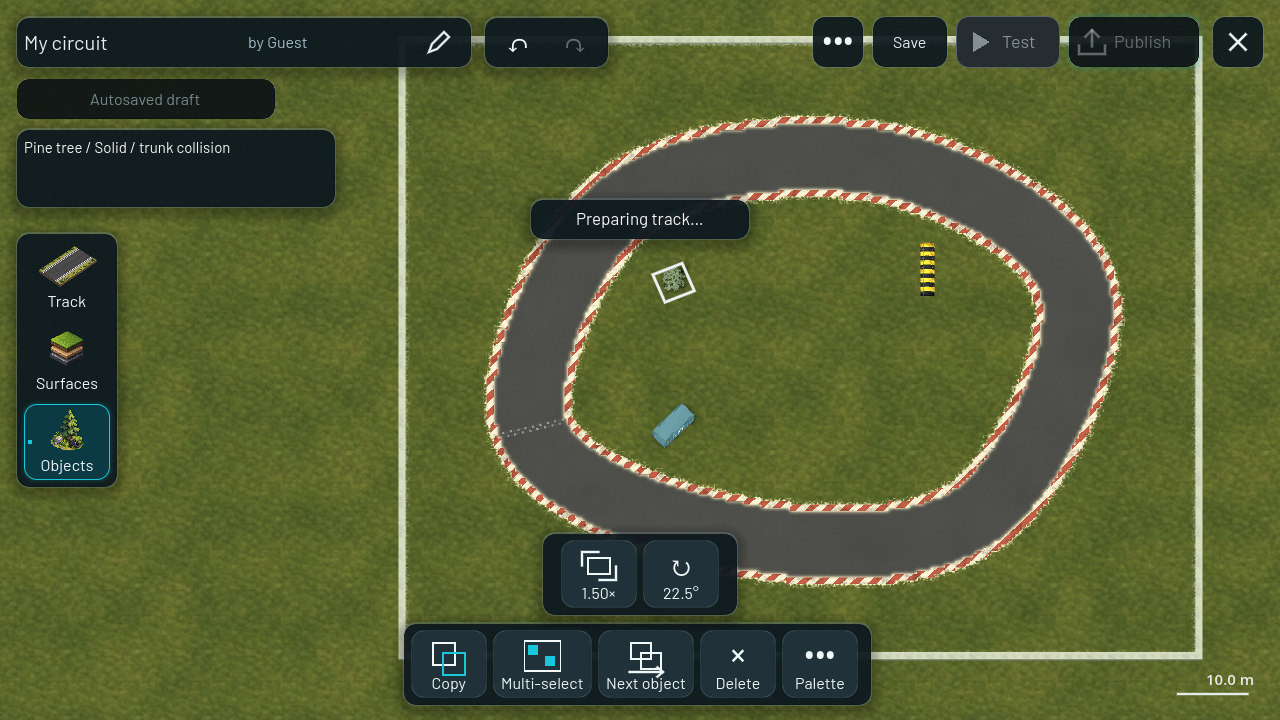 My circuit
by Guest
Save
Test
Publish
Autosaved draft
Pine tree / Solid / trunk collision
Preparing track...
Track
Surfaces
Objects
1.50×
22.5°
Copy
Multi-select
Next object
Delete
Palette
10.0 m